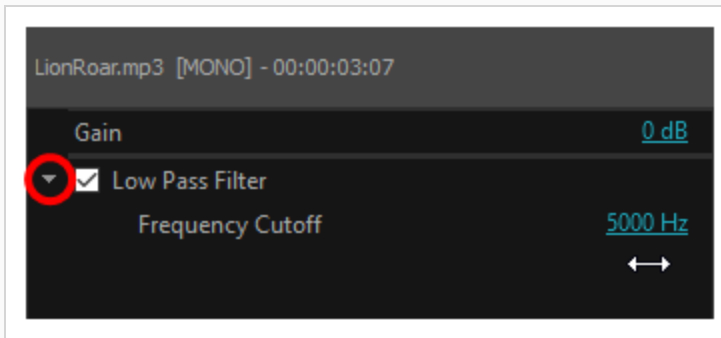 LionRoar.mp3 [MONO] - 00:00:03:07
Gain 0 dB
Low Pass Filter
Frequency Cutoff 5000 Hz